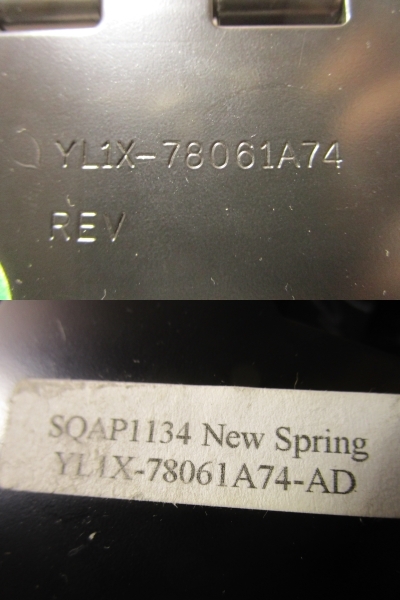 YL1X-78061A74
REV
SQAP1134 New Spring
YL1X-78061A74-AD